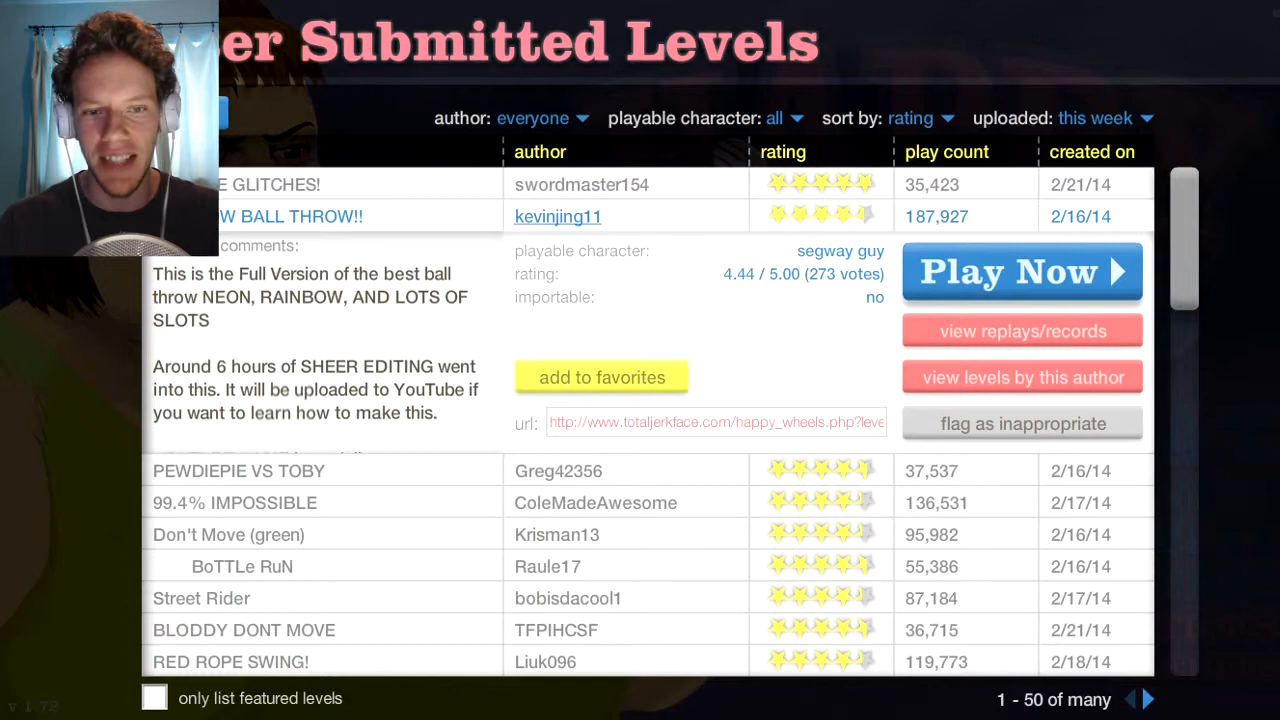 er Submitted Levels
author: everyone playable character: all sort by: rating uploaded: this week
author rating play count created on
E GLITCHES! swordmaster154 35,423 2/21/14
W BALL THROW!! kevinjing11 187,927 2/16/14
comments:
This is the Full Version of the best ball
throw NEON, RAINBOW, AND LOTS OF
SLOTS
Around 6 hours of SHEER EDITING went
into this. It will be uploaded to YouTube if
you want to learn how to make this.
playable character: segway guy
rating: 4.44 / 5.00 (273 votes)
importable: no
add to favorites
url: http://www.totaljerkface.com/happy_wheels.php?leve
Play Now
view replays/records
view levels by this author
flag as inappropriate
PEWDIEPIE VS TOBY Greg42356 37,537 2/16/14
99.4% IMPOSSIBLE ColeMadeAwesome 136,531 2/17/14
Don't Move (green) Krisman13 95,982 2/16/14
BoTTLe RuN Raule17 55,386 2/16/14
Street Rider bobisdacool1 87,184 2/17/14
BLODDY DONT MOVE TFPIHCSF 36,715 2/21/14
RED ROPE SWING! Liuk096 119,773 2/18/14
only list featured levels 1 - 50 of many
v 1.72